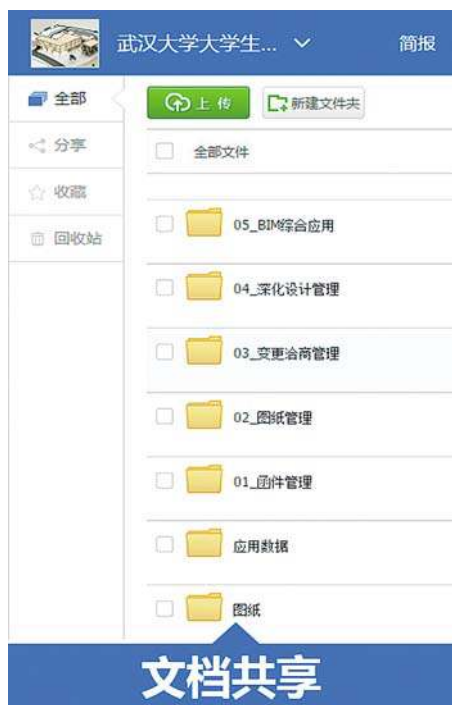 武汉大学大学生... 简报
全部
上传 新建文件夹
分享
全部文件
收藏
回收站
05_BIM综合应用
04_深化设计管理
03_变更洽商管理
02_图纸管理
01_函件管理
应用数据
图纸
文档共享